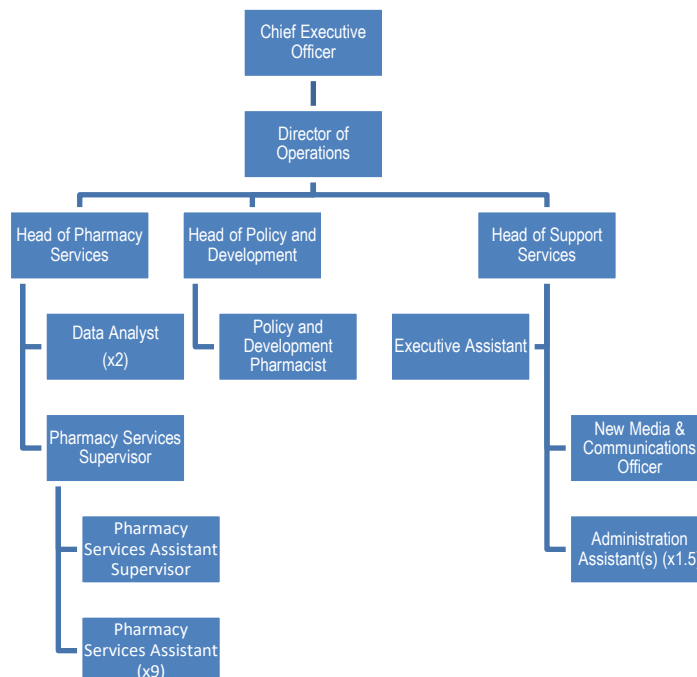 Chief Executive
Officer
Director of
Operations
Head of Pharmacy
Services
Head of Policy and
Development
Head of Support
Services
Data Analyst
(x2)
Policy and
Development
Pharmacist
Executive Assistant
Pharmacy Services
Supervisor
New Media &
Communications
Officer
Pharmacy
Services Assistant
Supervisor
Administration
Assistant(s) (x1.5)
Pharmacy
Services Assistant
(x9)